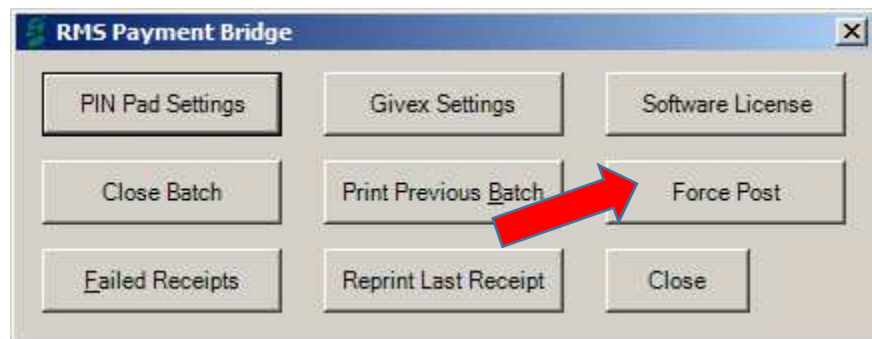 RMS Payment Bridge
PIN Pad Settings
Givex Settings
Software License
Close Batch
Print Previous Batch
Force Post
Failed Receipts
Reprint Last Receipt
Close